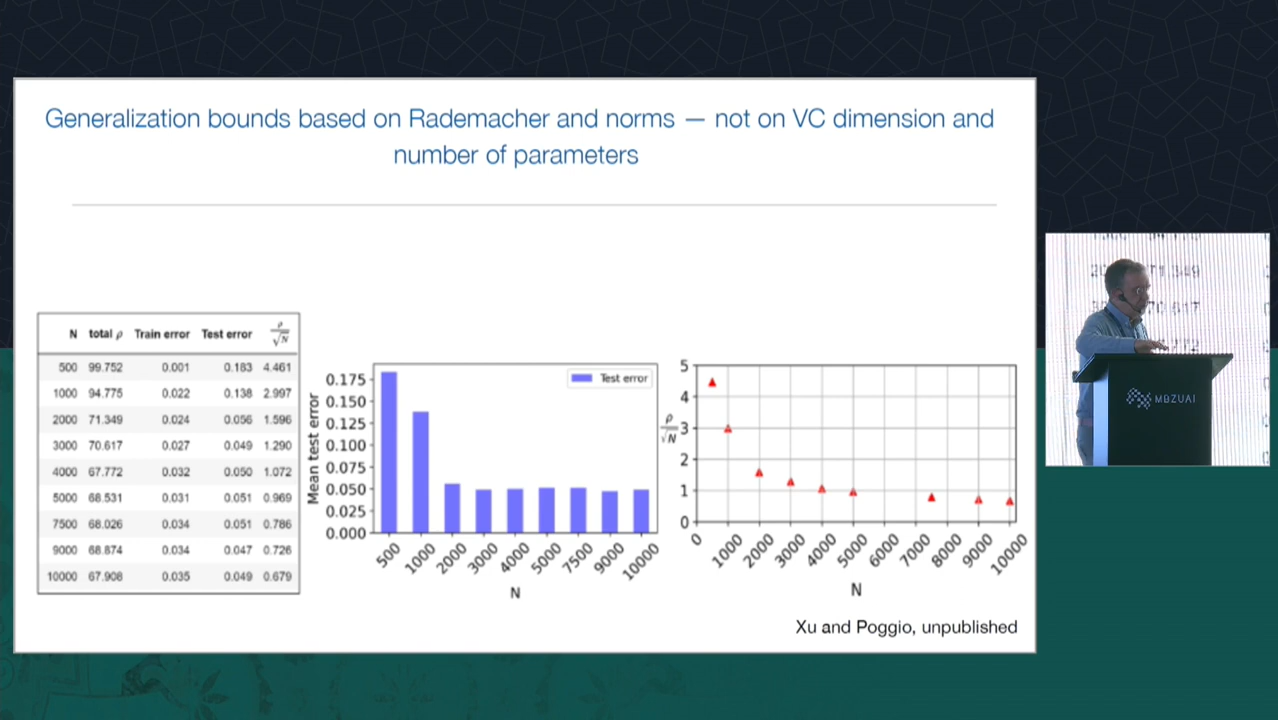 Generalization bounds based on Rademacher and norms — not on VC dimension and
number of parameters
N total ρ Train error Test error ρ/√N
500 99.752 0.001 0.183 4.461
1000 94.775 0.022 0.138 2.997
2000 71.349 0.024 0.056 1.596
3000 70.617 0.027 0.049 1.290
4000 67.772 0.032 0.050 1.072
5000 68.531 0.031 0.051 0.969
7500 68.026 0.034 0.051 0.786
9000 68.874 0.034 0.047 0.726
10000 67.908 0.035 0.049 0.679
Mean test error
0.175
0.150
0.125
0.100
0.075
0.050
0.025
0.000
Test error
500 1000 2000 3000 4000 5000 7500 9000 10000
N
ρ/√N
5
4
3
2
1
0
0 1000 2000 3000 4000 5000 6000 7000 8000 9000 10000
N
Xu and Poggio, unpublished
71.349
70.617
MBZUAI